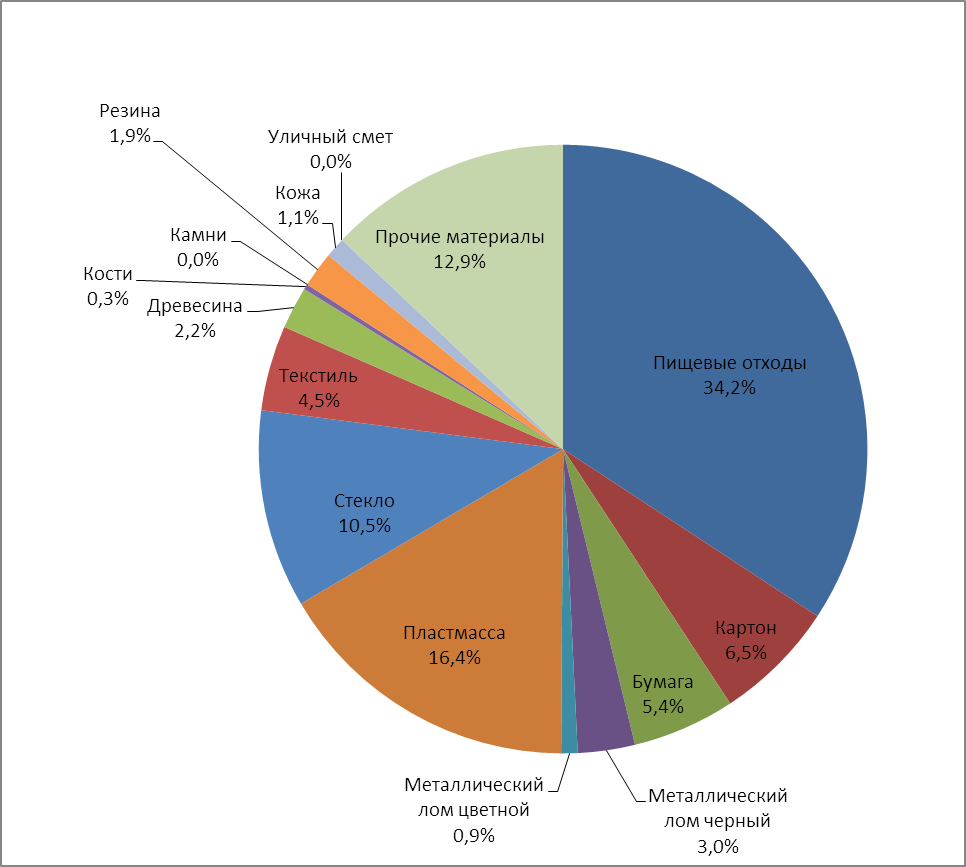 Резина
1,9%
Уличный смет
0,0%
Кожа
1,1%
Камни
0,0%
Кости
0,3%
Древесина
2,2%
Прочие материалы
12,9%
Пищевые отходы
34,2%
Текстиль
4,5%
Стекло
10,5%
Пластмасса
16,4%
Картон
6,5%
Бумага
5,4%
Металлический
лом цветной
0,9%
Металлический
лом черный
3,0%